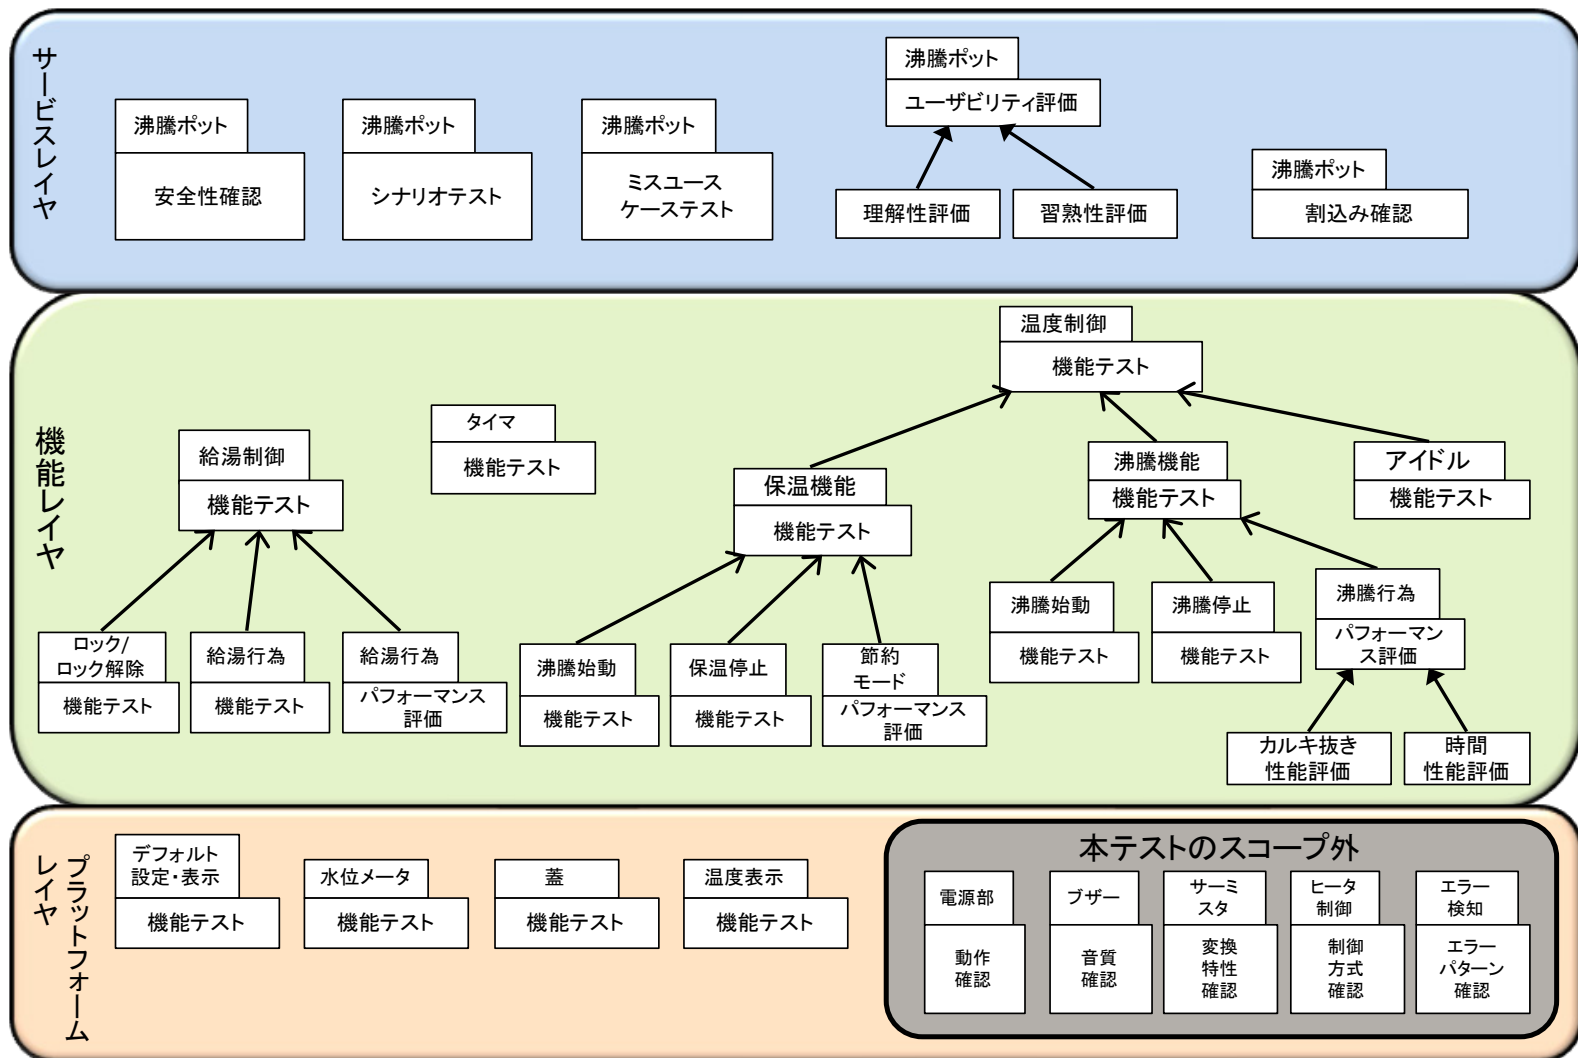 サービスレイヤ
沸騰ポット
安全性確認
沸騰ポット
シナリオテスト
沸騰ポット
ミスユース
ケーステスト
沸騰ポット
ユーザビリティ評価
理解性評価
習熟性評価
沸騰ポット
割込み確認
機能レイヤ
給湯制御
機能テスト
ロック/
ロック解除
機能テスト
給湯行為
機能テスト
給湯行為
パフォーマンス
評価
タイマ
機能テスト
温度制御
機能テスト
保温機能
機能テスト
沸騰始動
機能テスト
保温停止
機能テスト
節約
モード
パフォーマンス
評価
沸騰機能
機能テスト
沸騰始動
機能テスト
沸騰停止
機能テスト
沸騰行為
パフォーマン
ス評価
カルキ抜き
性能評価
時間
性能評価
アイドル
機能テスト
プラットフォーム
レイヤ
デフォルト
設定・表示
機能テスト
水位メータ
機能テスト
蓋
機能テスト
温度表示
機能テスト
本テストのスコープ外
電源部
動作
確認
ブザー
音質
確認
サーミ
スタ
変換
特性
確認
ヒータ
制御
制御
方式
確認
エラー
検知
エラー
パターン
確認